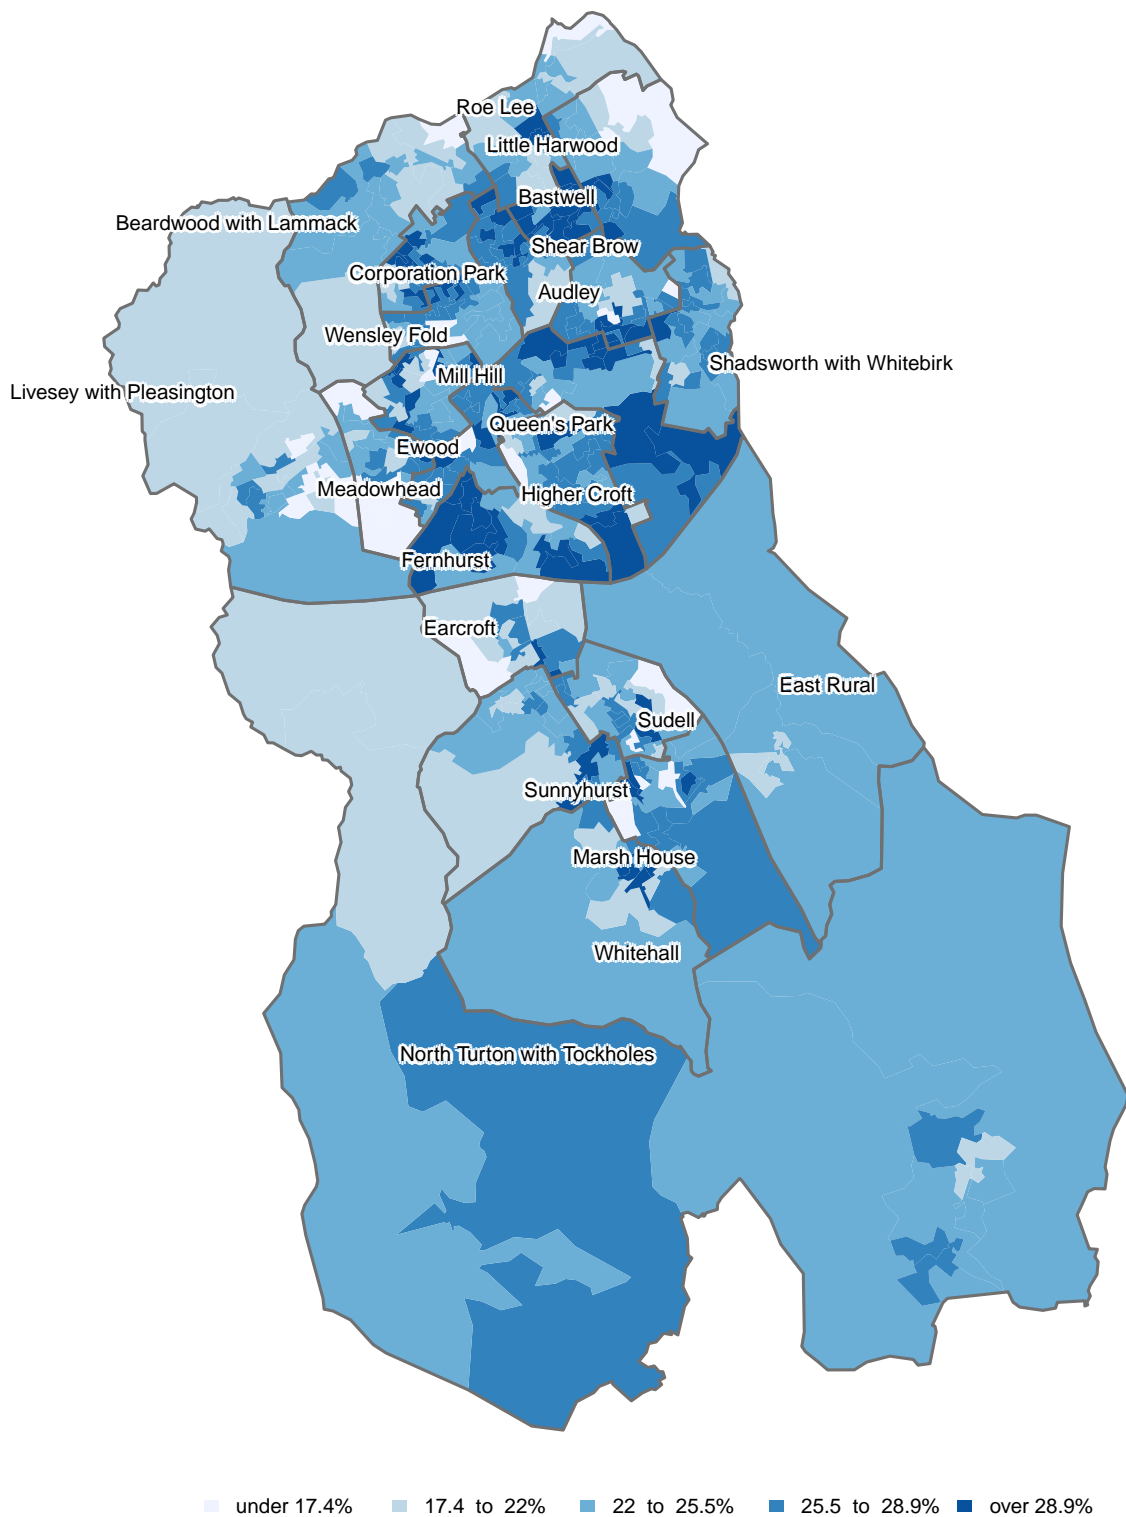 Roe Lee
Little Harwood
Bastwell
Beardwood with Lammack
Shear Brow
Corporation Park
Audley
Wensley Fold
Shadsworth with Whitebirk
Mill Hill
Livesey with Pleasington
Queen's Park
Ewood
Meadowhead
Higher Croft
Fernhurst
Earcroft
East Rural
Sudell
Sunnyhurst
Marsh House
Whitehall
North Turton with Tockholes
under 17.4% 17.4 to 22% 22 to 25.5% 25.5 to 28.9% over 28.9%